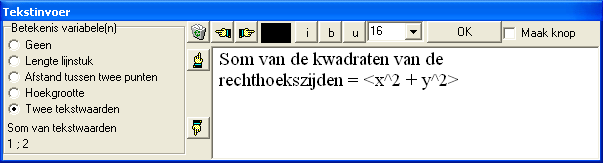 Tekstinvoer
Betekenis variabele(n)
Geen
Lengte lijnstuk
Afstand tussen twee punten
Hoekgrootte
Twee tekstwaarden
Som van tekstwaarden
1 ; 2
i b u 16 OK Maak knop
Som van de kwadraten van de
rechthoekszijden = <x^2 + y^2>